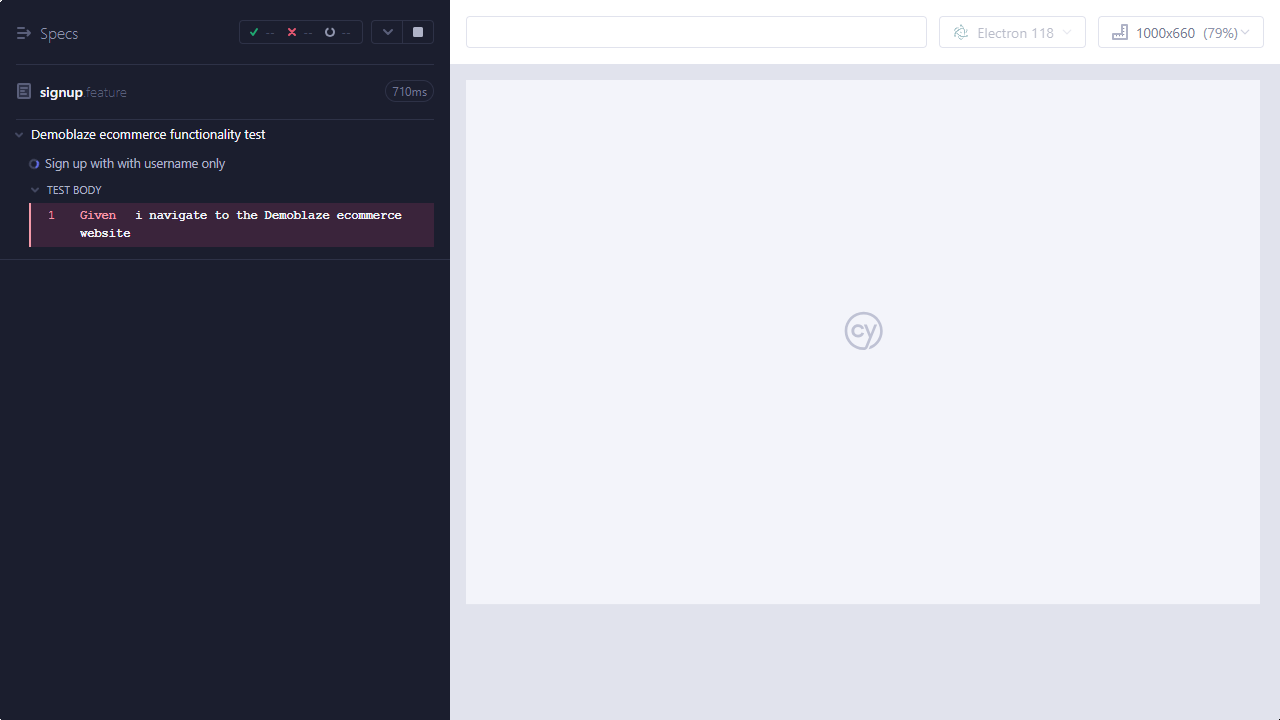 Specs
-- -- --
signup.feature 710ms
Demoblaze ecommerce functionality test
Sign up with with username only
TEST BODY
1 Given i navigate to the Demoblaze ecommerce
website
Electron 118
1000x660 (79%)
cy